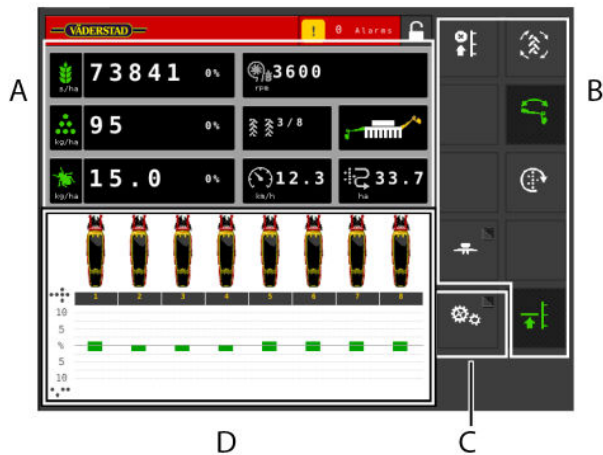 VÄDERSTAD ! 0 Alarms
73841 0% 3600
s/ha rpm
95 0% 3/8
kg/ha
15.0 0% 12.3 33.7
kg/ha km/h ha
1 2 3 4 5 6 7 8
10
5
%
5
10
A
B
C
D